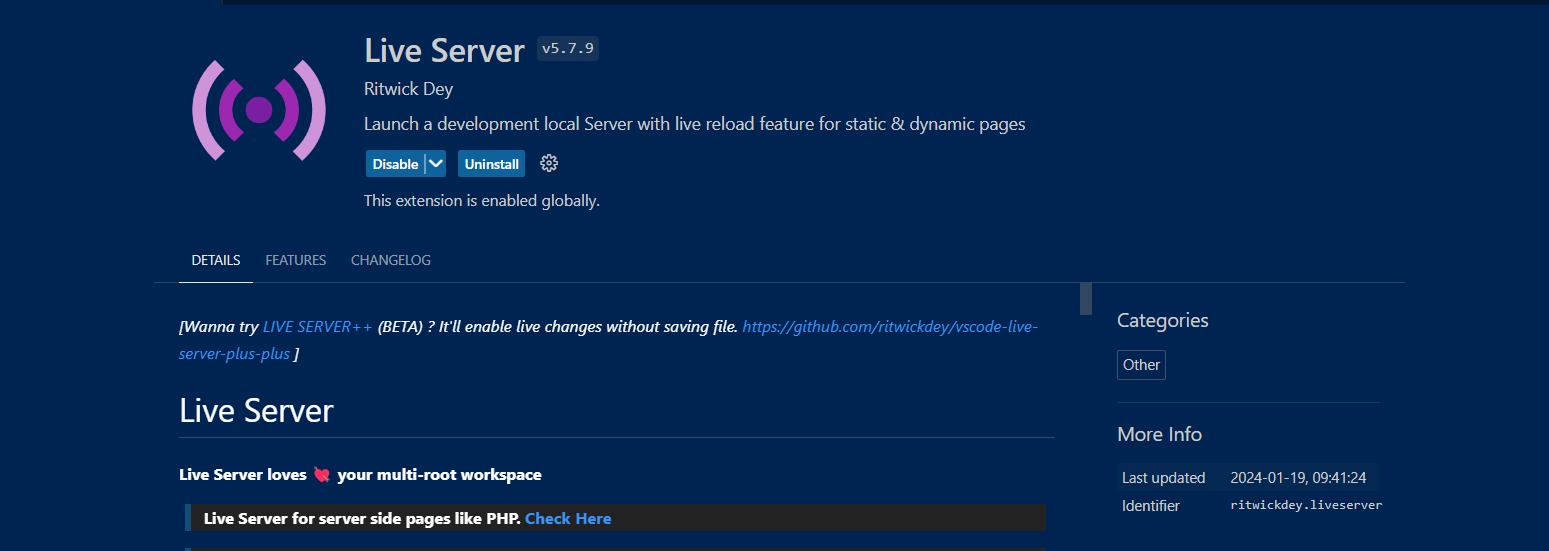 Live Server v5.7.9
Ritwick Dey
Launch a development local Server with live reload feature for static & dynamic pages
Disable Uninstall
This extension is enabled globally.
DETAILS FEATURES CHANGELOG
[Wanna try LIVE SERVER++ (BETA) ? It'll enable live changes without saving file. https://github.com/ritwickdey/vscode-live-
server-plus-plus ]
Live Server
Live Server loves 💘 your multi-root workspace
Live Server for server side pages like PHP. Check Here
Categories
Other
More Info
Last updated 2024-01-19, 09:41:24
Identifier ritwickdey.liveserver